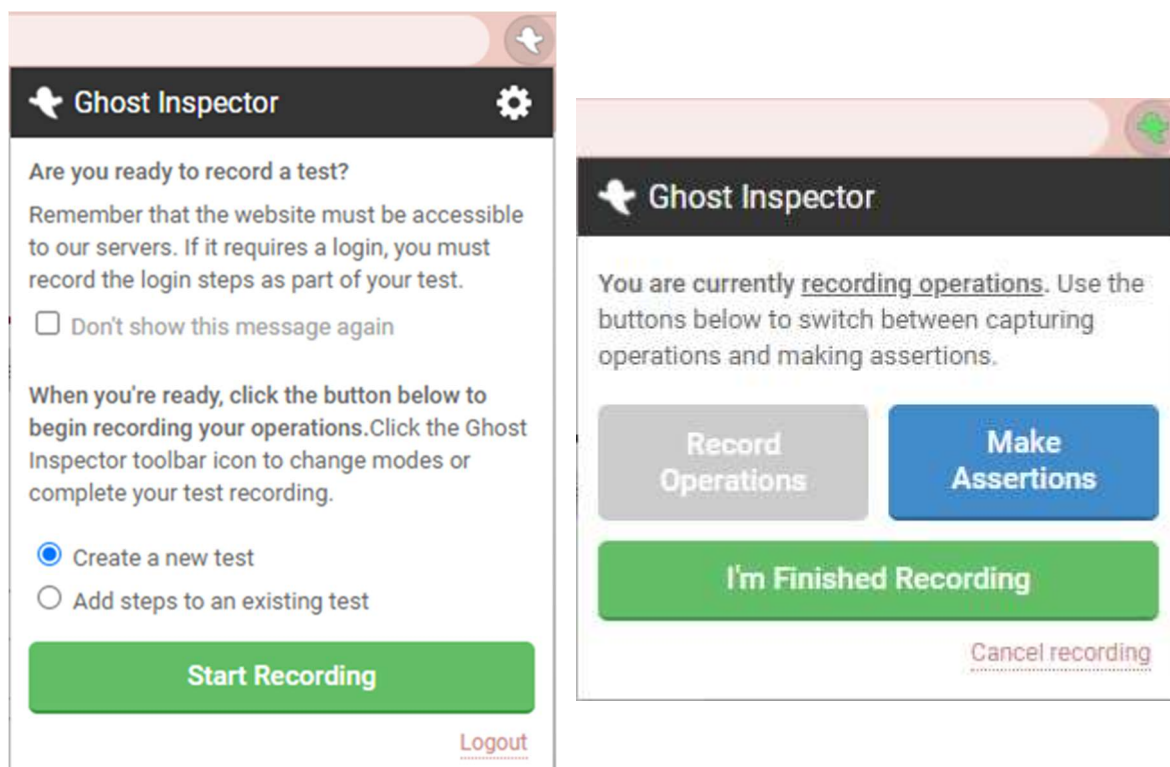 Ghost Inspector
Are you ready to record a test?
Remember that the website must be accessible
to our servers. If it requires a login, you must
record the login steps as part of your test.
Don't show this message again
When you're ready, click the button below to
begin recording your operations.Click the Ghost
Inspector toolbar icon to change modes or
complete your test recording.
Create a new test
Add steps to an existing test
Start Recording
Logout
Ghost Inspector
You are currently recording operations. Use the
buttons below to switch between capturing
operations and making assertions.
Record
Operations
Make
Assertions
I'm Finished Recording
Cancel recording